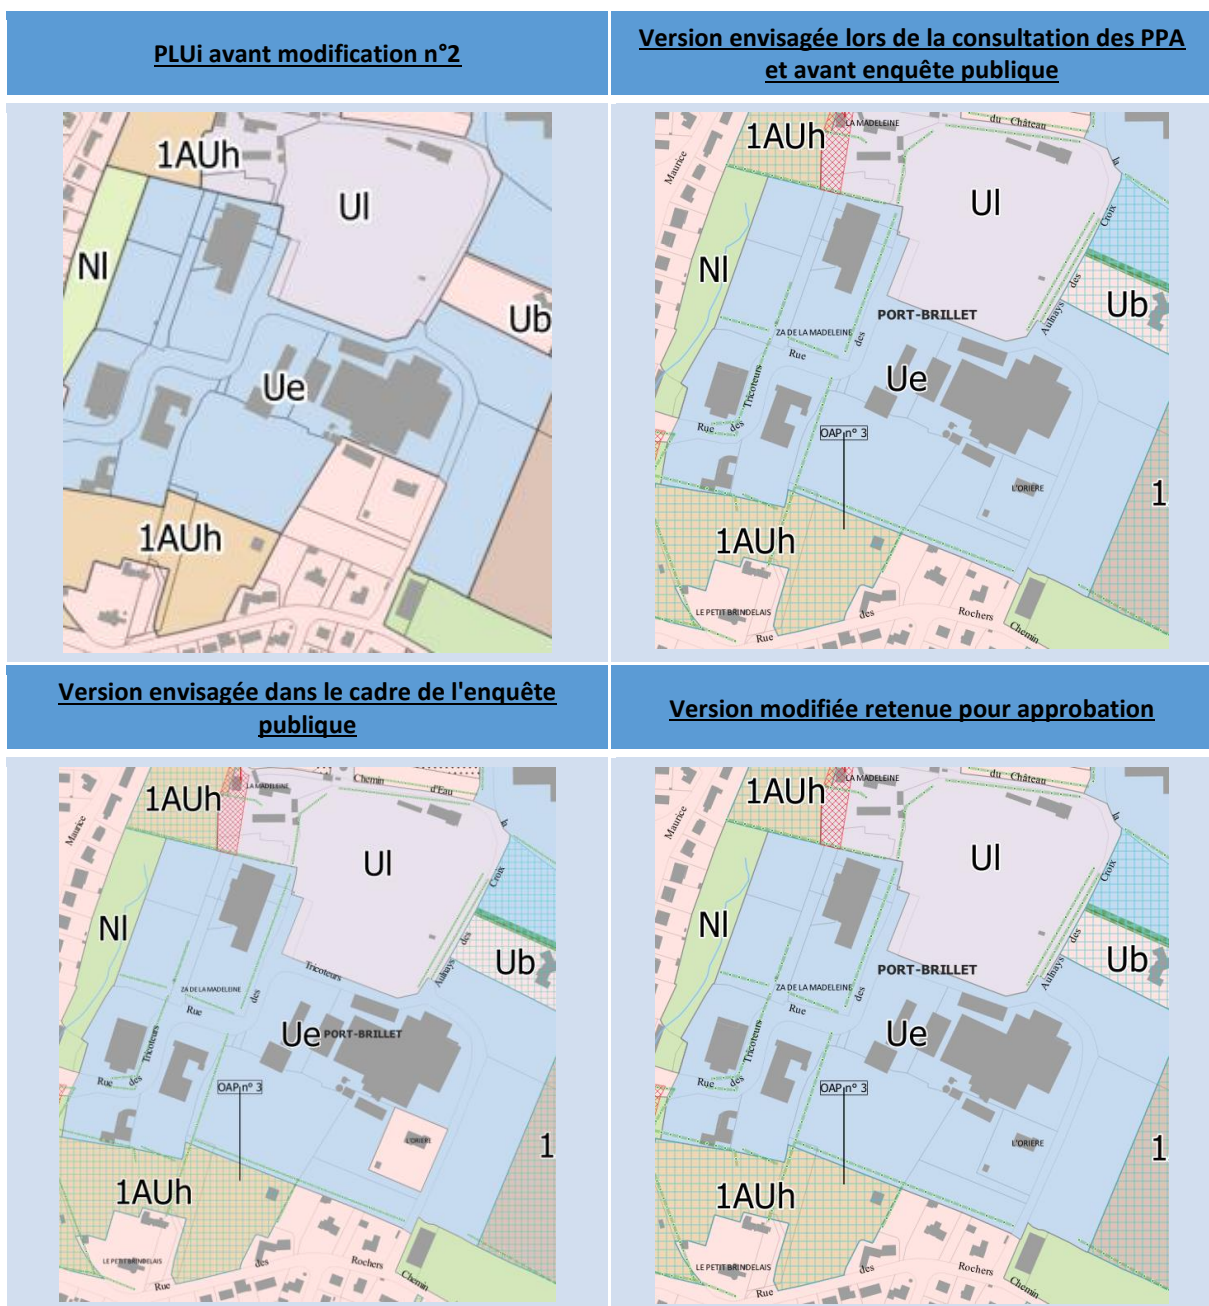 PLUi avant modification n°2
Version envisagée lors de la consultation des PPA
et avant enquête publique
1AUh
Ul
Nl
Ub
Ue
1AUh
LA MADELEINE
du Château
1AUh
Maurice
la
Ul
Croix
Nl
des
Ub
PORT-BRILLET
Aulnays
ZA DE LA MADELEINE
des
Rue
Ue
Tricoteurs
Rue
des
OAP n° 3
L'ORIERE
1
1AUh
LE PETIT BRINDELAIS
des
Rochers
Rue
Chemin
Version envisagée dans le cadre de l'enquête
publique
Version modifiée retenue pour approbation
Chemin
d'Eau
LA MADELEINE
1AUh
Maurice
la
Ul
Croix
Nl
des
Ub
Tricoteurs
Aulnays
ZA DE LA MADELEINE
des
Rue
Ue
PORT-BRILLET
Tricoteurs
Rue
des
OAP n° 3
L'ORIERE
1
1AUh
LE PETIT BRINDELAIS
des
Rochers
Rue
Chemin
LA MADELEINE
du Château
1AUh
Maurice
la
Ul
Croix
Nl
des
Ub
PORT-BRILLET
Aulnays
ZA DE LA MADELEINE
des
Rue
Ue
Tricoteurs
Rue
des
OAP n° 3
L'ORIERE
1
1AUh
LE PETIT BRINDELAIS
des
Rochers
Rue
Chemin